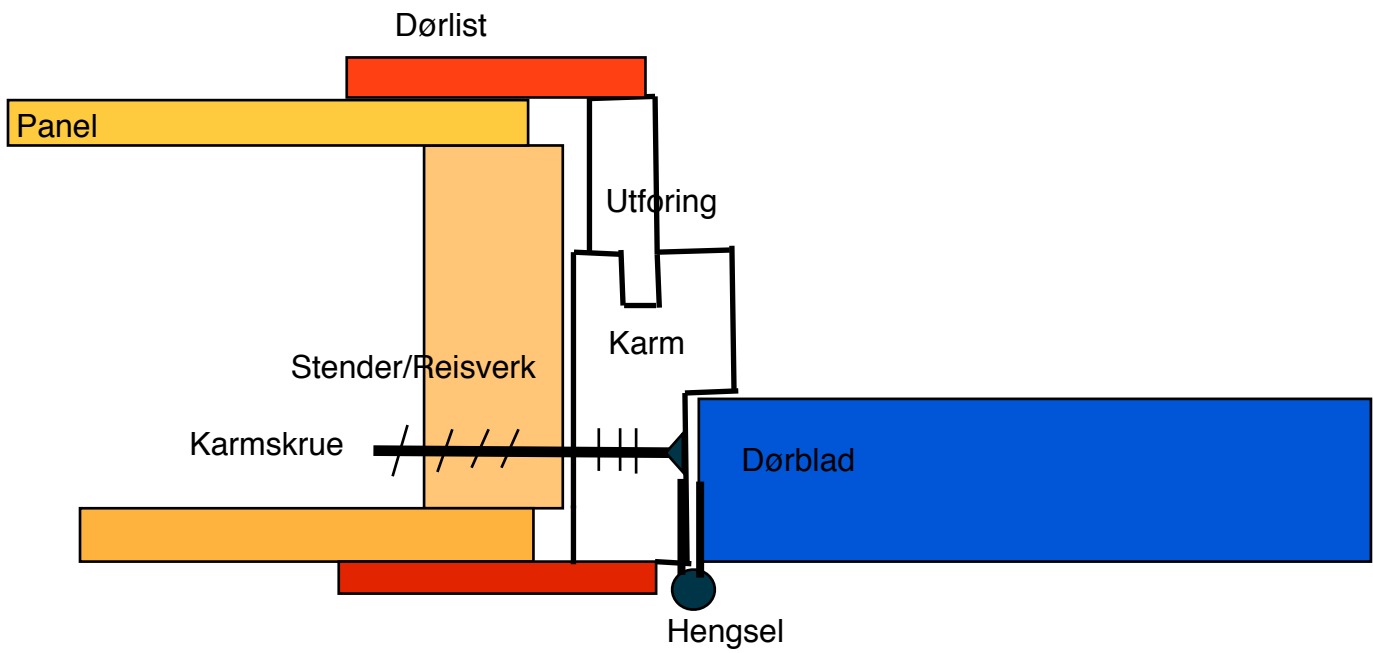 Dørlist
Panel
Utforing
Karm
Stender/Reisverk
Karmskrue
Dørblad
Hengsel